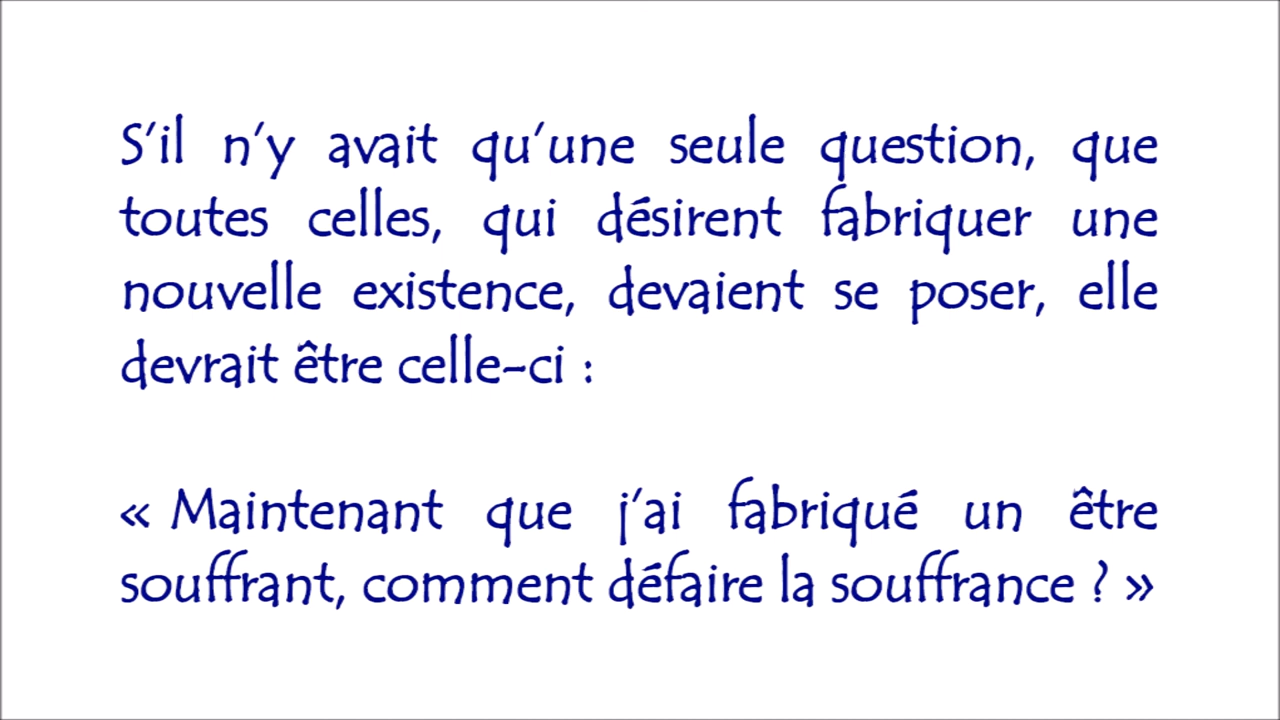 S'il n'y avait qu'une seule question, que
toutes celles, qui désirent fabriquer une
nouvelle existence, devaient se poser, elle
devrait être celle-ci :
« Maintenant que j'ai fabriqué un être
souffrant, comment défaire la souffrance ? »